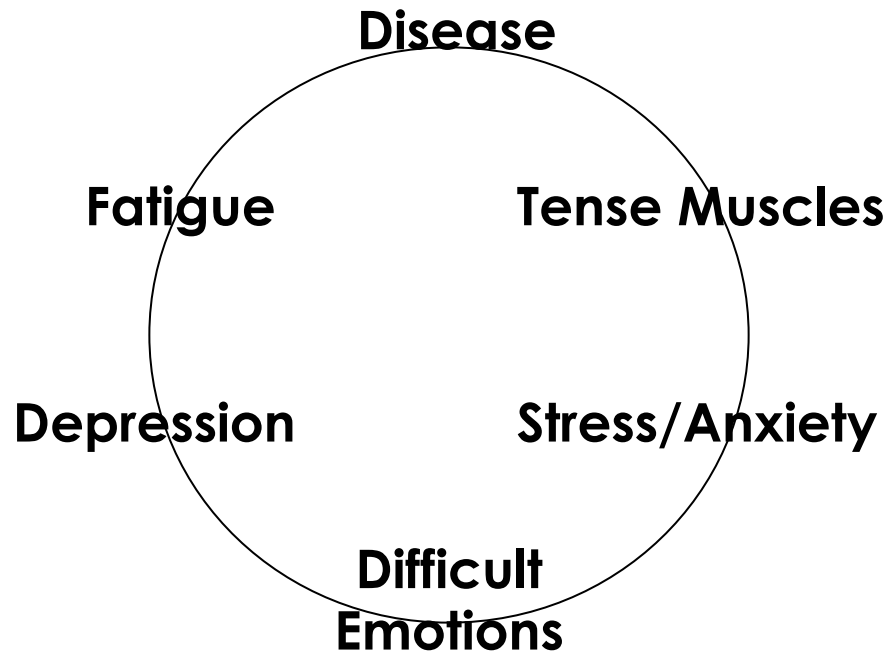 Disease
Fatigue
Tense Muscles
Depression
Stress/Anxiety
Difficult
Emotions